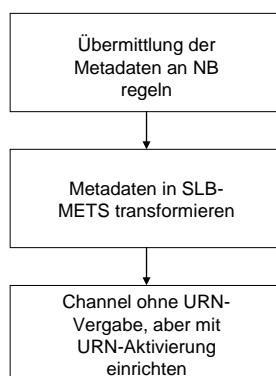 Übermittlung der
Metadaten an NB
regeln
Metadaten in SLB-
METS transformieren
Channel ohne URN-
Vergabe, aber mit
URN-Aktivierung
einrichten